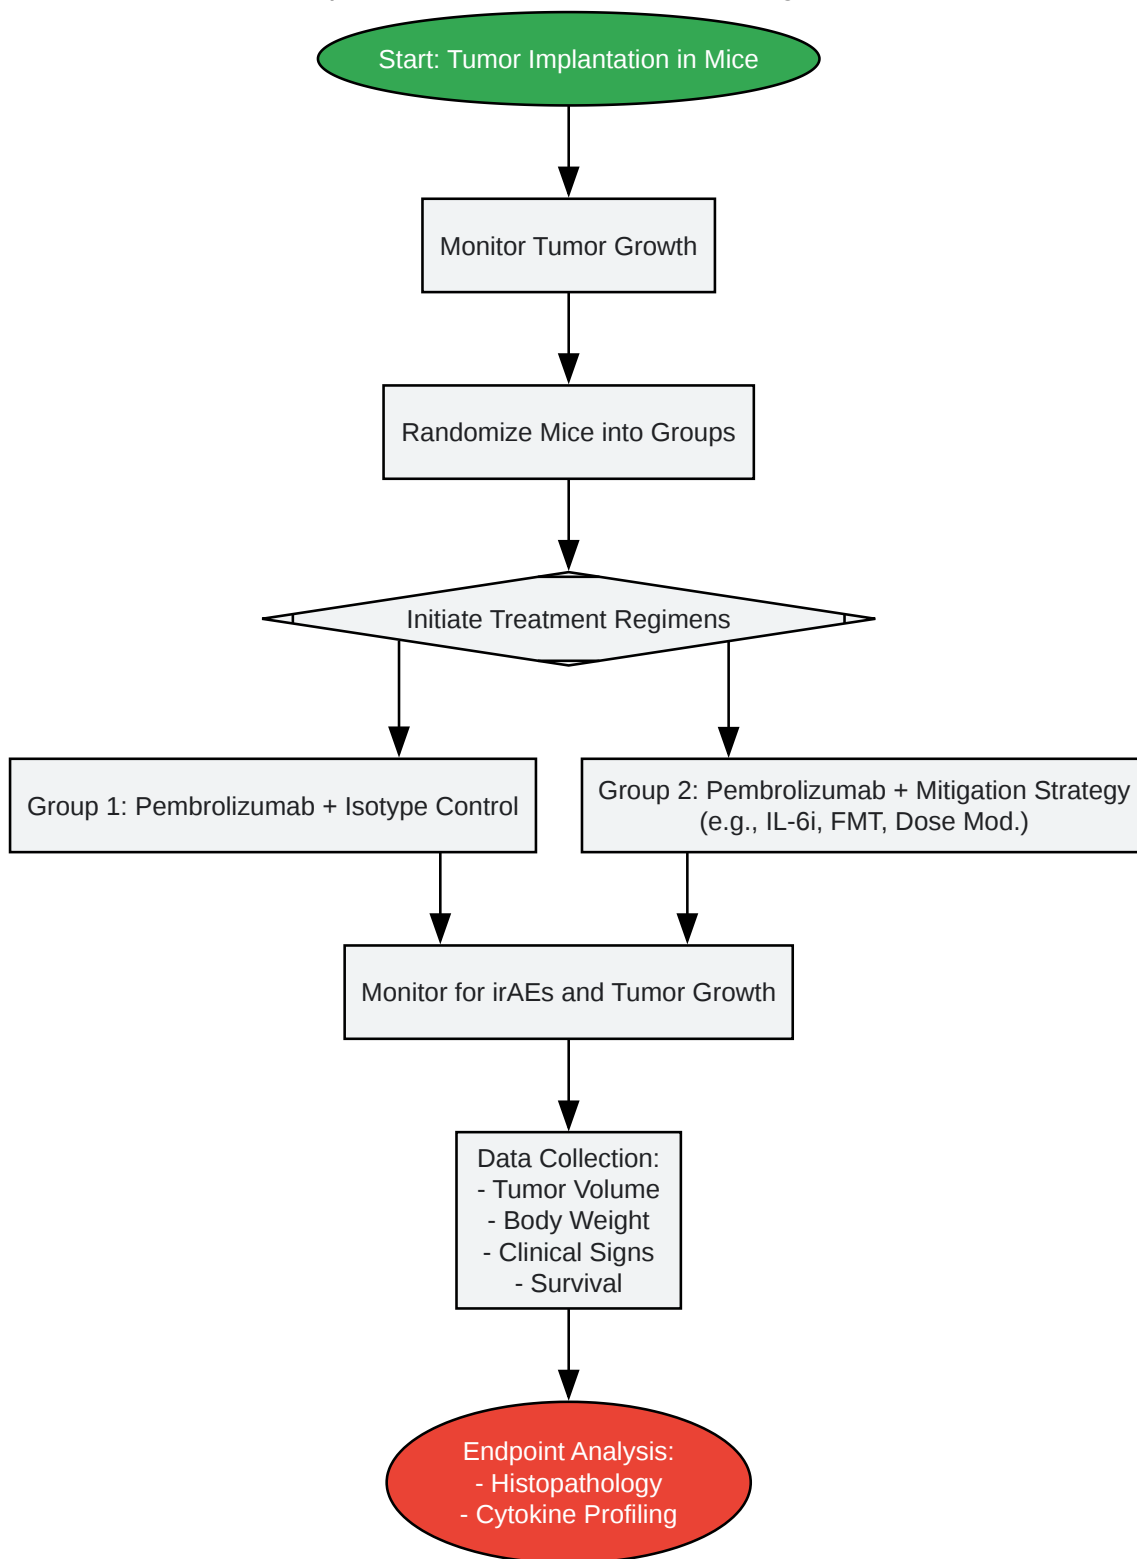 Start: Tumor Implantation in Mice
Monitor Tumor Growth
Randomize Mice into Groups
Initiate Treatment Regimens
Group 1: Pembrolizumab + Isotype Control
Group 2: Pembrolizumab + Mitigation Strategy
(e.g., IL-6i, FMT, Dose Mod.)
Monitor for irAEs and Tumor Growth
Data Collection:
- Tumor Volume
- Body Weight
- Clinical Signs
- Survival
Endpoint Analysis:
- Histopathology
- Cytokine Profiling